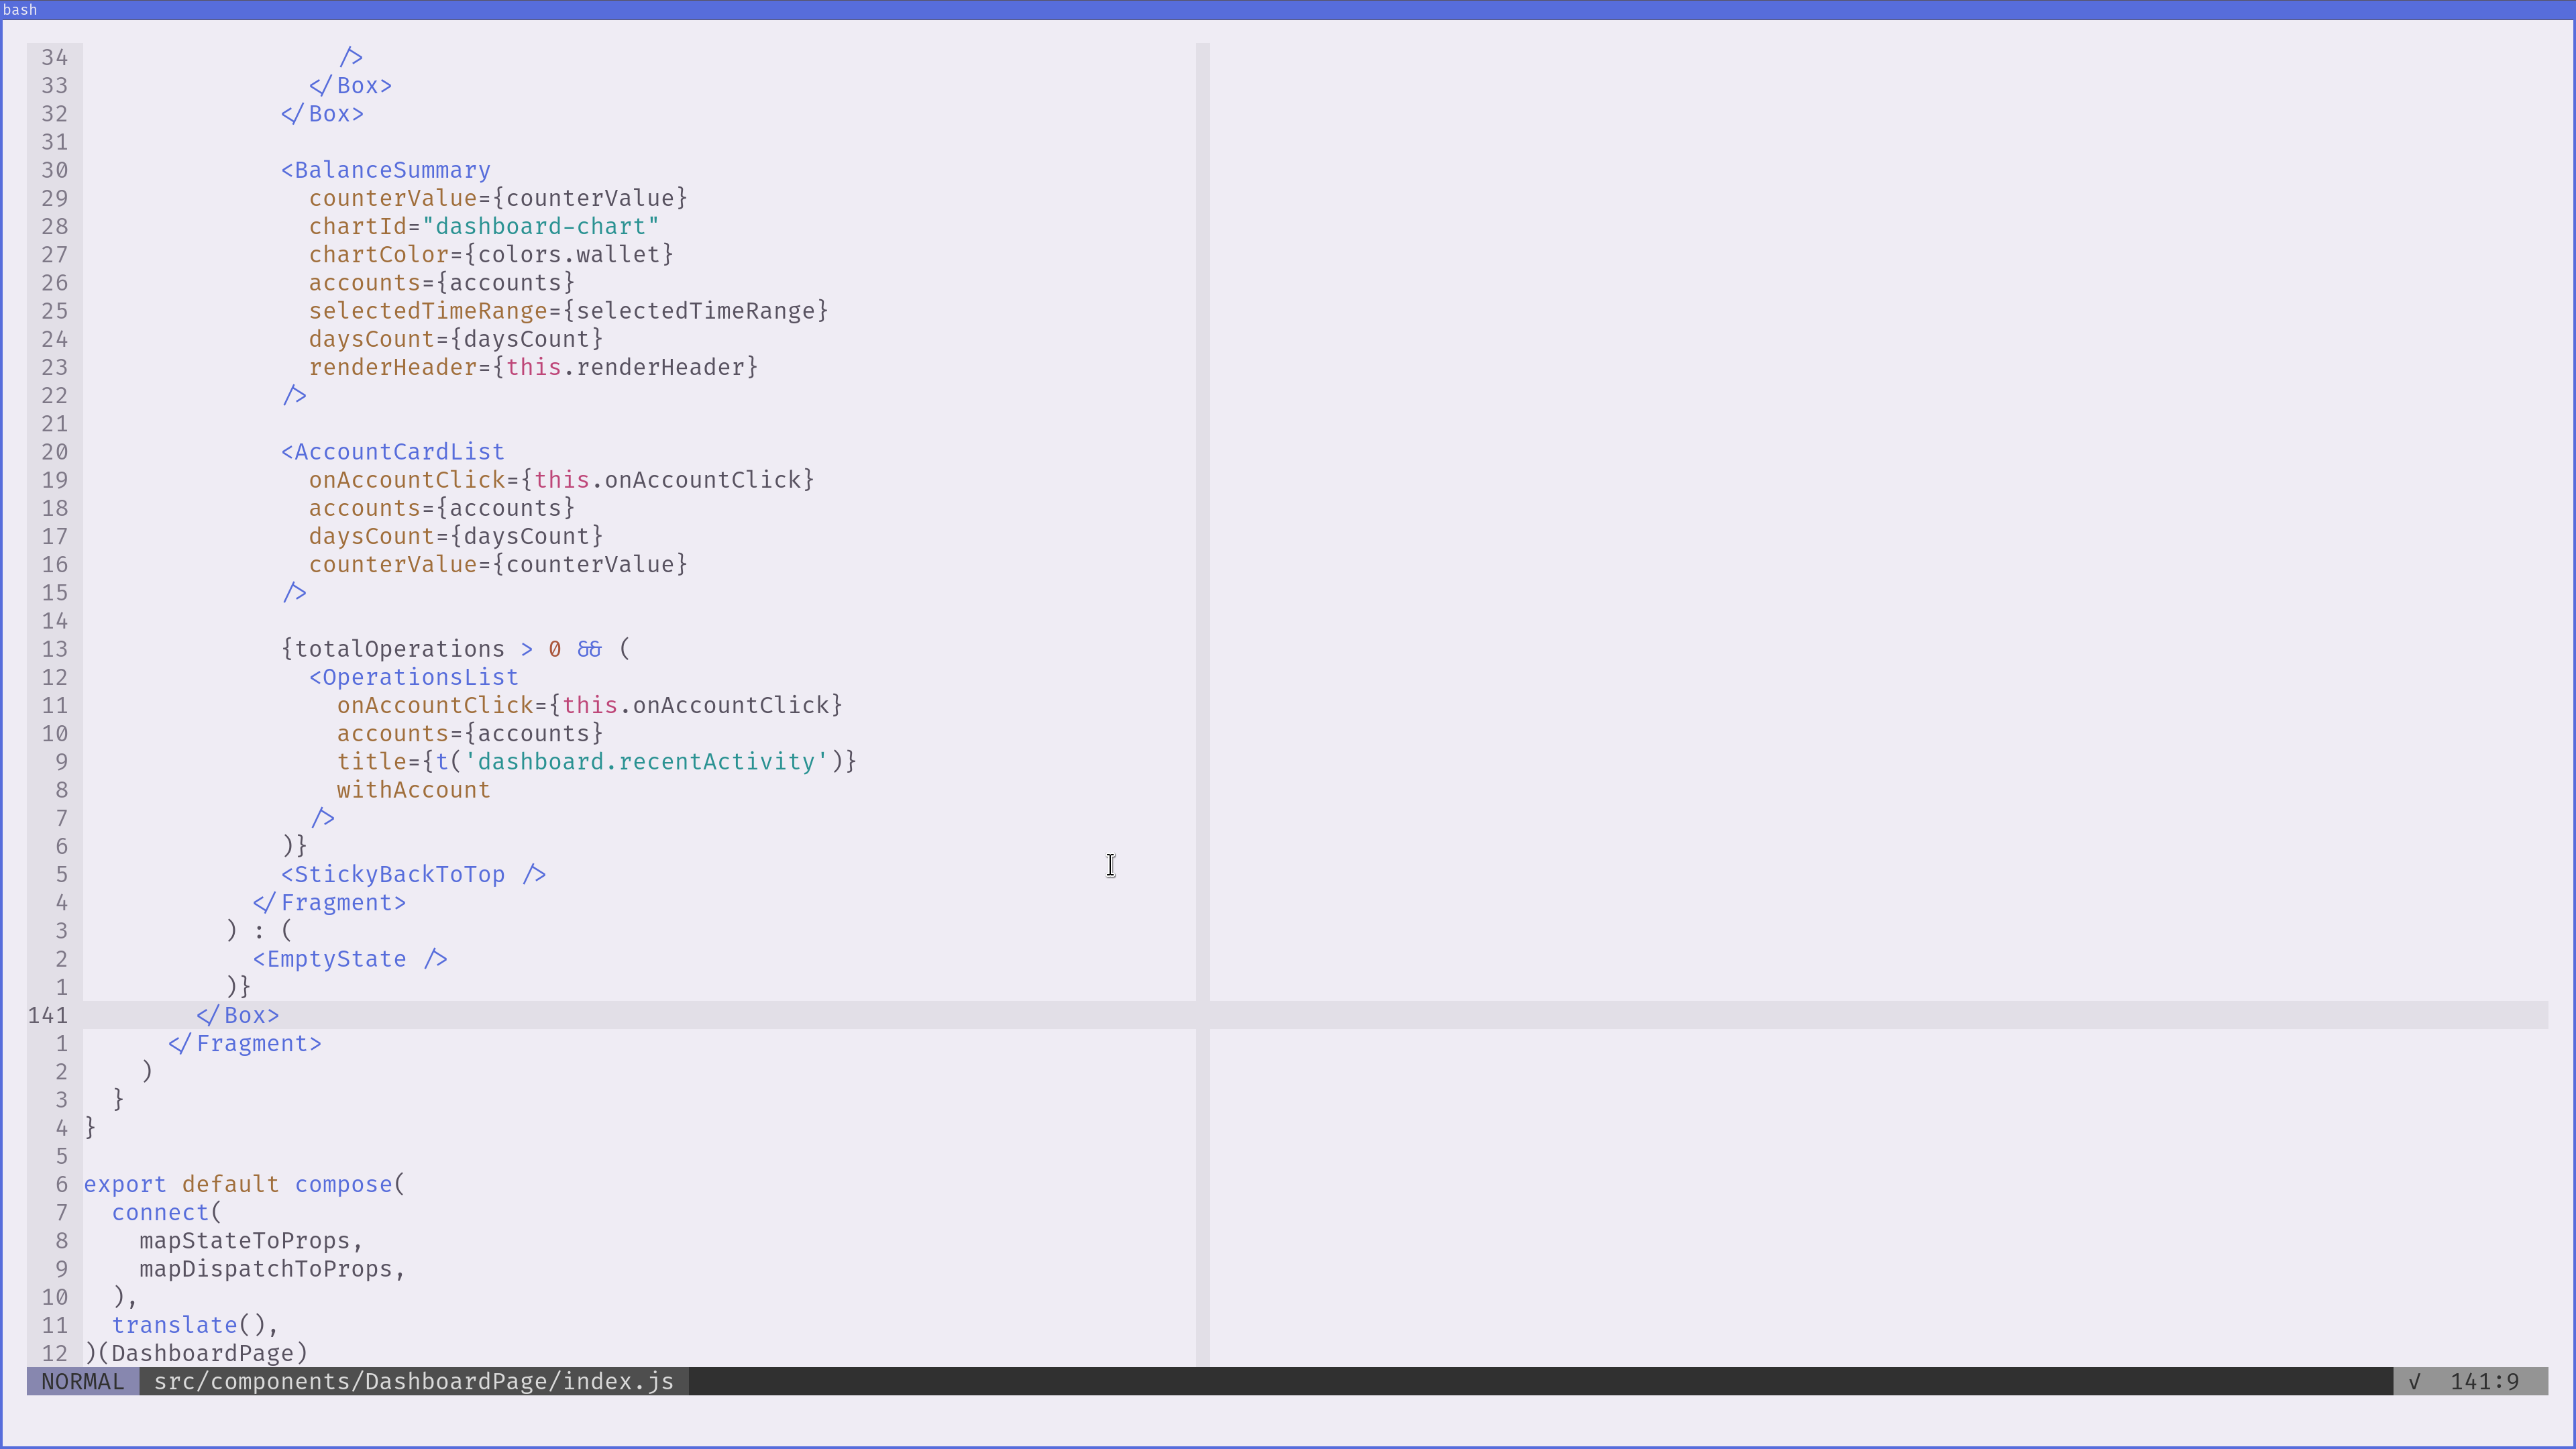 bash
34                   />
33                 </Box>
32               </Box>
31
30               <BalanceSummary
29                 counterValue={counterValue}
28                 chartId="dashboard-chart"
27                 chartColor={colors.wallet}
26                 accounts={accounts}
25                 selectedTimeRange={selectedTimeRange}
24                 daysCount={daysCount}
23                 renderHeader={this.renderHeader}
22               />
21
20               <AccountCardList
19                 onAccountClick={this.onAccountClick}
18                 accounts={accounts}
17                 daysCount={daysCount}
16                 counterValue={counterValue}
15               />
14
13               {totalOperations > 0 && (
12                 <OperationsList
11                   onAccountClick={this.onAccountClick}
10                   accounts={accounts}
9                   title={t('dashboard.recentActivity')}
8                   withAccount
7                 />
6               )}
5               <StickyBackToTop />
4             </Fragment>
3           ) : (
2             <EmptyState />
1           )}
141         </Box>
1       </Fragment>
2     )
3   }
4 }
5
6 export default compose(
7   connect(
8     mapStateToProps,
9     mapDispatchToProps,
10   ),
11   translate(),
12 )(DashboardPage)
NORMAL src/components/DashboardPage/index.js √ 141:9